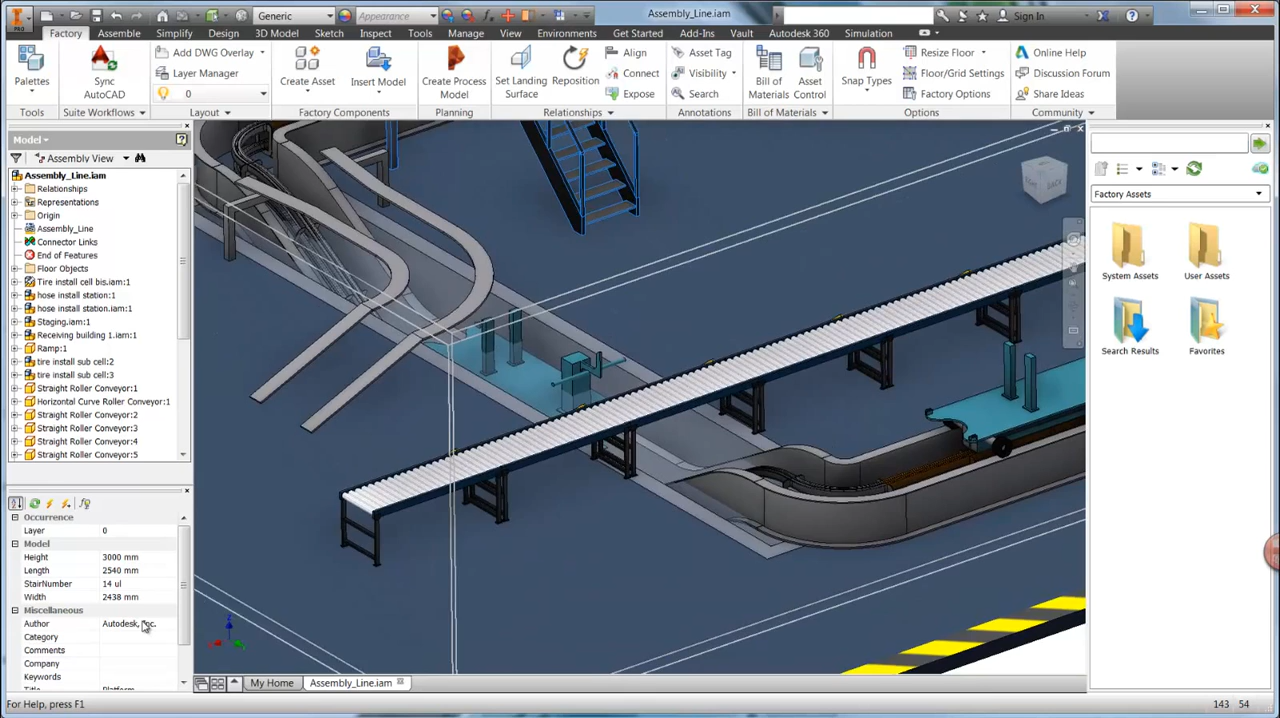 PRO
Generic
Appearance
Assembly_Line.iam
Sign In
Factory Assemble Simplify Design 3D Model Sketch Inspect Tools Manage View Environments Get Started Add-Ins Vault Autodesk 360 Simulation
Palettes
Sync AutoCAD
Add DWG Overlay
Layer Manager
0
Create Asset
Insert Model
Create Process Model
Set Landing Surface
Reposition
Align
Connect
Expose
Asset Tag
Visibility
Search
Bill of Materials
Asset Control
Snap Types
Resize Floor
Floor/Grid Settings
Factory Options
Online Help
Discussion Forum
Share Ideas
Tools Suite Workflows Layout Factory Components Planning Relationships Annotations Bill of Materials Options Community
Model
Assembly View
Assembly_Line.iam
Relationships
Representations
Origin
Assembly_Line
Connector Links
End of Features
Floor Objects
Tire install cell bis.iam:1
hose install station:1
hose install station.iam:1
Staging.iam:1
Receiving building 1.iam:1
Ramp:1
tire install sub cell:2
tire install sub cell:3
Straight Roller Conveyor:1
Horizontal Curve Roller Conveyor:1
Straight Roller Conveyor:2
Straight Roller Conveyor:3
Straight Roller Conveyor:4
Straight Roller Conveyor:5
Occurrence
Layer 0
Model
Height 3000 mm
Length 2540 mm
StairNumber 14 ul
Width 2438 mm
Miscellaneous
Author Autodesk, Inc.
Category
Comments
Company
Keywords
Title Platform
BACK
Factory Assets
System Assets
User Assets
Search Results
Favorites
My Home Assembly_Line.iam
For Help, press F1
143 54